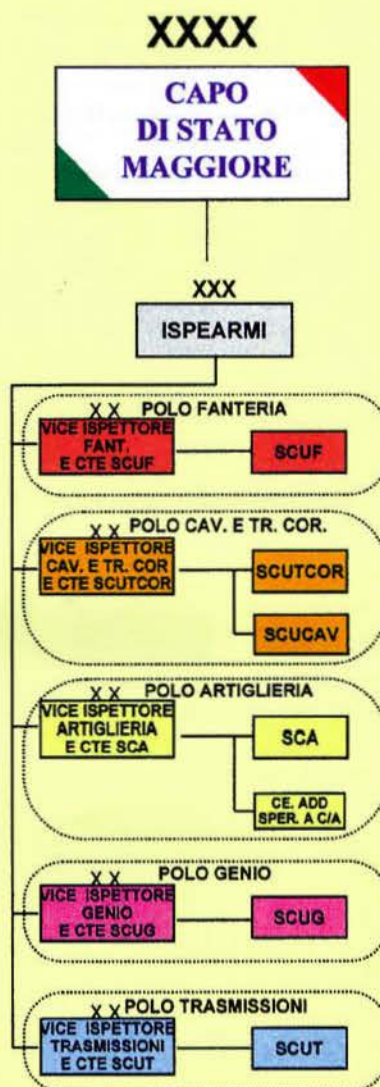 XXXX
CAPO
DI STATO
MAGGIORE
XXX
ISPEARMI
X X POLO FANTERIA
VICE ISPETTORE
FANT.
E CTE SCUF
SCUF
X X POLO CAV. E TR. COR.
VICE ISPETTORE
CAV. E TR. COR
E CTE SCUTCOR
SCUTCOR
SCUCAV
X X POLO ARTIGLIERIA
VICE ISPETTORE
ARTIGLIERIA
E CTE SCA
SCA
CE. ADD
SPER. A C/A
X X POLO GENIO
VICE ISPETTORE
GENIO
E CTE SCUG
SCUG
X X POLO TRASMISSIONI
VICE ISPETTORE
TRASMISSIONI
E CTE SCUT
SCUT